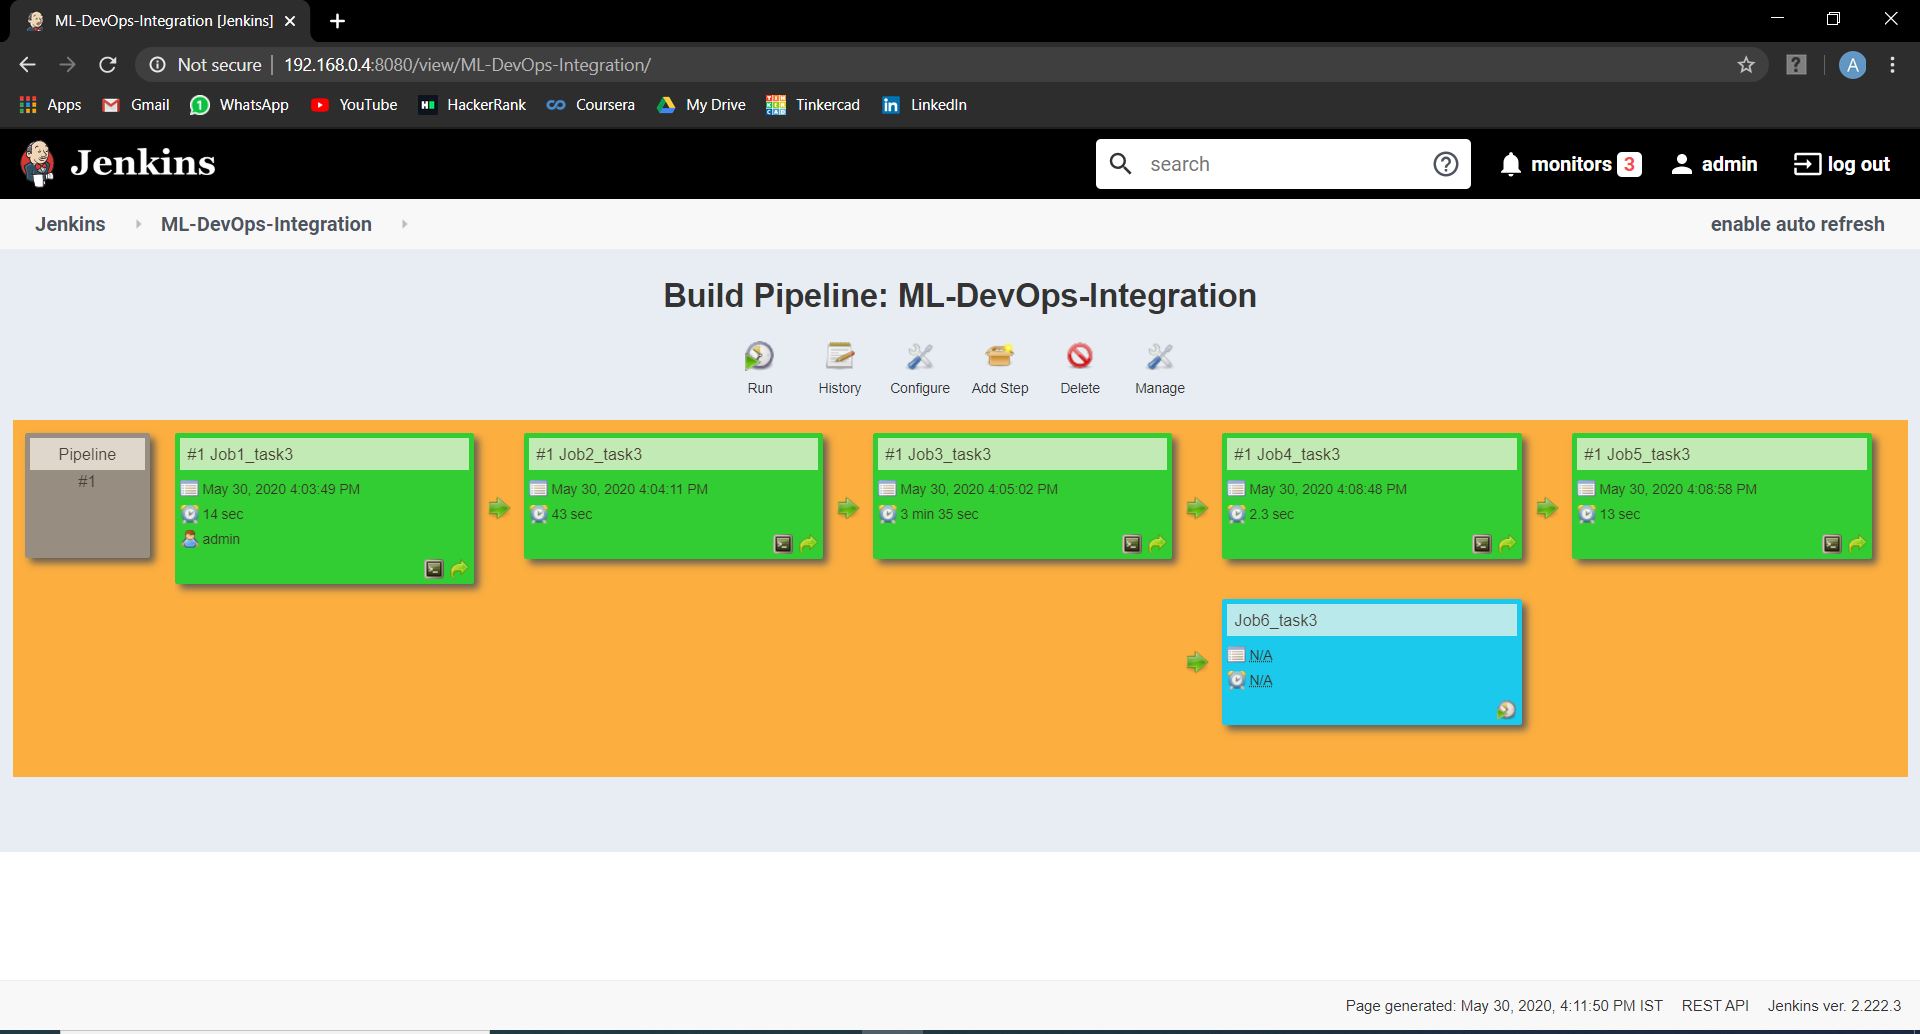 ML-DevOps-Integration [Jenkins]
Not secure | 192.168.0.4:8080/view/ML-DevOps-Integration/
A
Apps Gmail WhatsApp YouTube HackerRank Coursera My Drive Tinkercad LinkedIn
Jenkins search monitors 3 admin log out
Jenkins ML-DevOps-Integration enable auto refresh
Build Pipeline: ML-DevOps-Integration
Run History Configure Add Step Delete Manage
Pipeline
#1
#1 Job1_task3
May 30, 2020 4:03:49 PM
14 sec
admin
#1 Job2_task3
May 30, 2020 4:04:11 PM
43 sec
#1 Job3_task3
May 30, 2020 4:05:02 PM
3 min 35 sec
#1 Job4_task3
May 30, 2020 4:08:48 PM
2.3 sec
#1 Job5_task3
May 30, 2020 4:08:58 PM
13 sec
Job6_task3
N/A
N/A
Page generated: May 30, 2020, 4:11:50 PM IST REST API Jenkins ver. 2.222.3